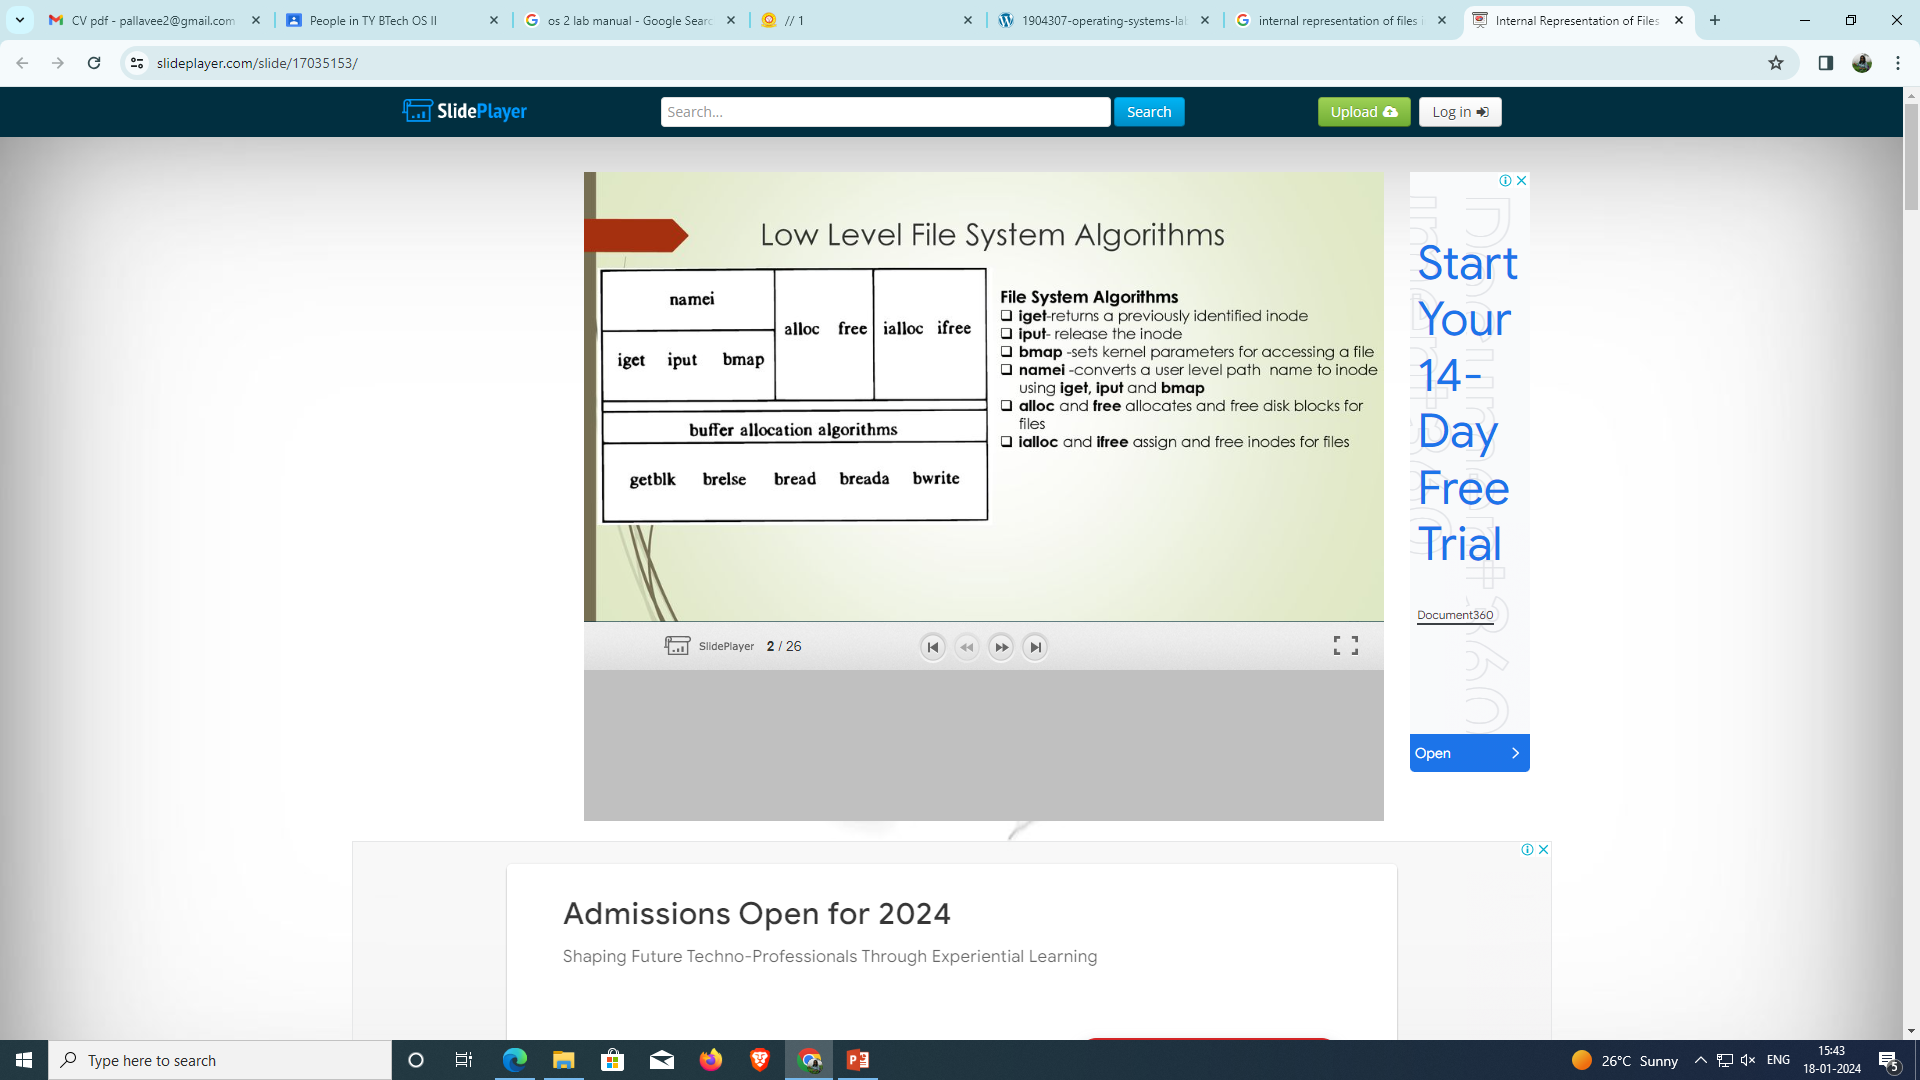 CV pdf - pallavee2@gmail.com
People in TY BTech OS II
os 2 lab manual - Google Searc
// 1
1904307-operating-systems-la
internal representation of files i
Internal Representation of Files
slideplayer.com/slide/17035153/
SlidePlayer
Search...
Search
Upload
Log in
Low Level File System Algorithms
namei
alloc free
ialloc ifree
iget iput bmap
buffer allocation algorithms
getblk brelse bread breada bwrite
File System Algorithms
iget-returns a previously identified inode
iput- release the inode
bmap -sets kernel parameters for accessing a file
namei -converts a user level path name to inode
using iget, iput and bmap
alloc and free allocates and free disk blocks for
files
ialloc and ifree assign and free inodes for files
SlidePlayer 2 / 26
Start
Your
14-
Day
Free
Trial
Document360
Open
Admissions Open for 2024
Shaping Future Techno-Professionals Through Experiential Learning
Type here to search
26°C Sunny
ENG
15:43
18-01-2024
5